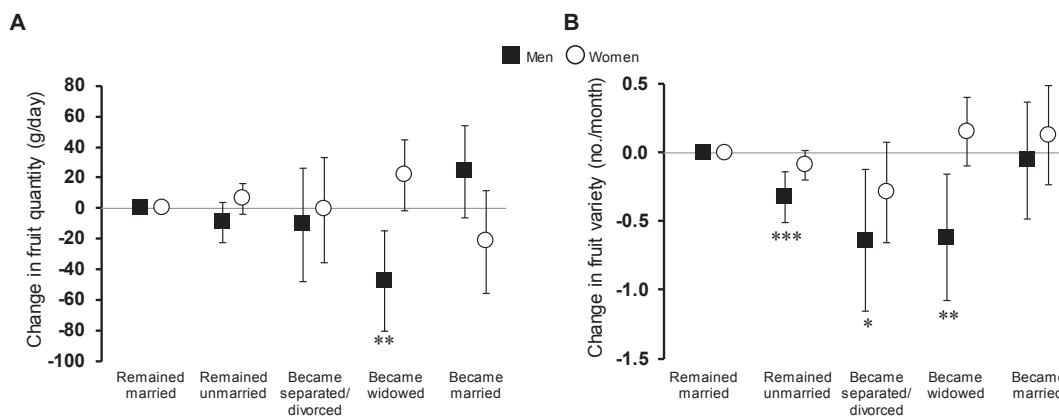 A
B
Men Women
Change in fruit quantity (g/day)
80
60
40
20
0
-20
-40
-60
-80
-100
**
Remained married
Remained unmarried
Became separated/divorced
Became widowed
Became married
Change in fruit variety (no./month)
0.5
0.0
-0.5
-1.0
-1.5
***
*
**
Remained married
Remained unmarried
Became separated/divorced
Became widowed
Became married